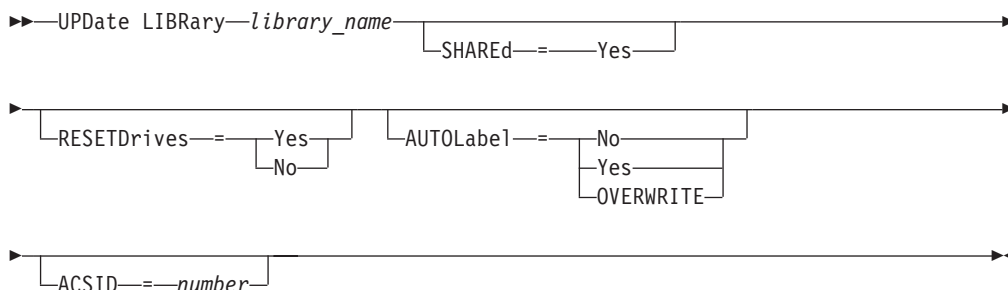 UPDate LIBRary library_name
SHAREd = Yes
RESETDrives = Yes
No
AUTOLabel = No
Yes
OVERWRITE
ACSID = number